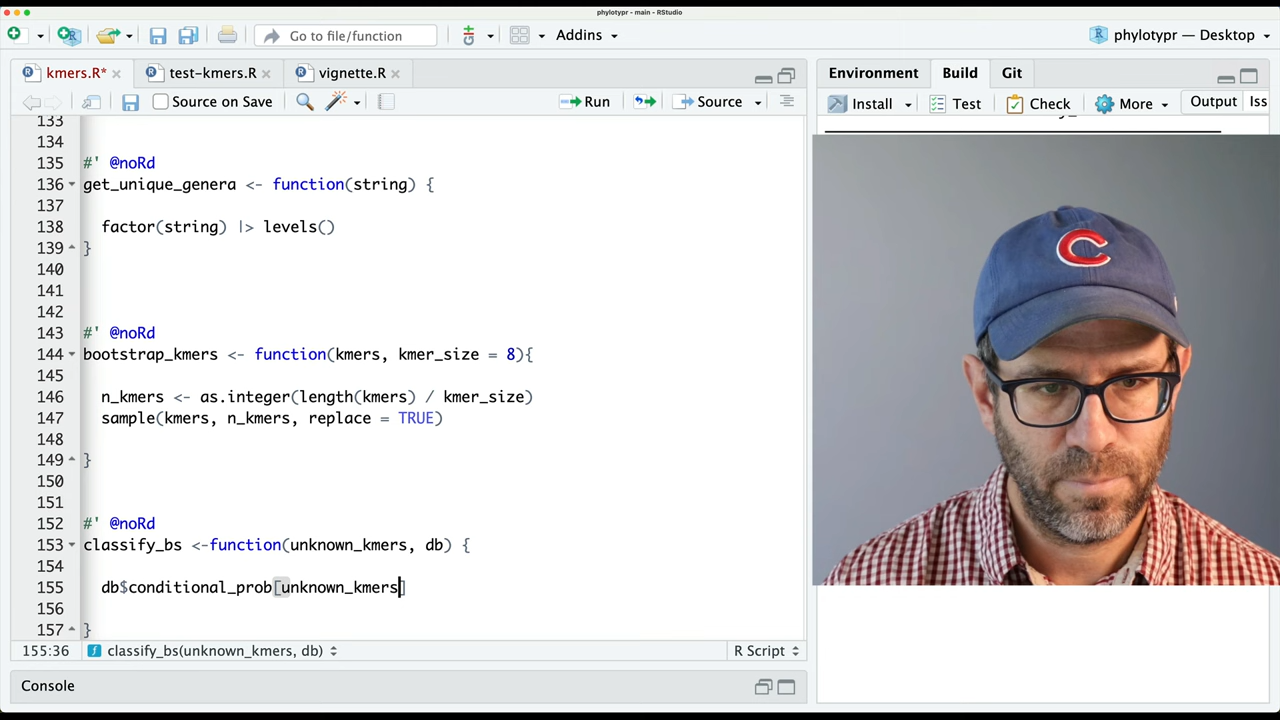 phylotypr - main - RStudio
Go to file/function
Addins
phylotypr — Desktop
kmers.R*
test-kmers.R
vignette.R
Source on Save
Run
Source
Environment
Build
Git
Install
Test
Check
More
Output
Iss
133
134
135 #' @noRd
136 get_unique_genera <- function(string) {
137
138 factor(string) |> levels()
139 }
140
141
142
143 #' @noRd
144 bootstrap_kmers <- function(kmers, kmer_size = 8){
145
146 n_kmers <- as.integer(length(kmers) / kmer_size)
147 sample(kmers, n_kmers, replace = TRUE)
148
149 }
150
151
152 #' @noRd
153 classify_bs <-function(unknown_kmers, db) {
154
155 db$conditional_prob[unknown_kmers]
156
157 }
155:36 classify_bs(unknown_kmers, db)
R Script
Console
C